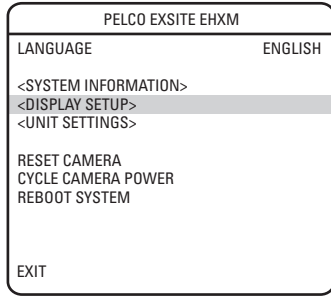 PELCO EXSITE EHXM
LANGUAGE ENGLISH
<SYSTEM INFORMATION>
<DISPLAY SETUP>
<UNIT SETTINGS>
RESET CAMERA
CYCLE CAMERA POWER
REBOOT SYSTEM
EXIT